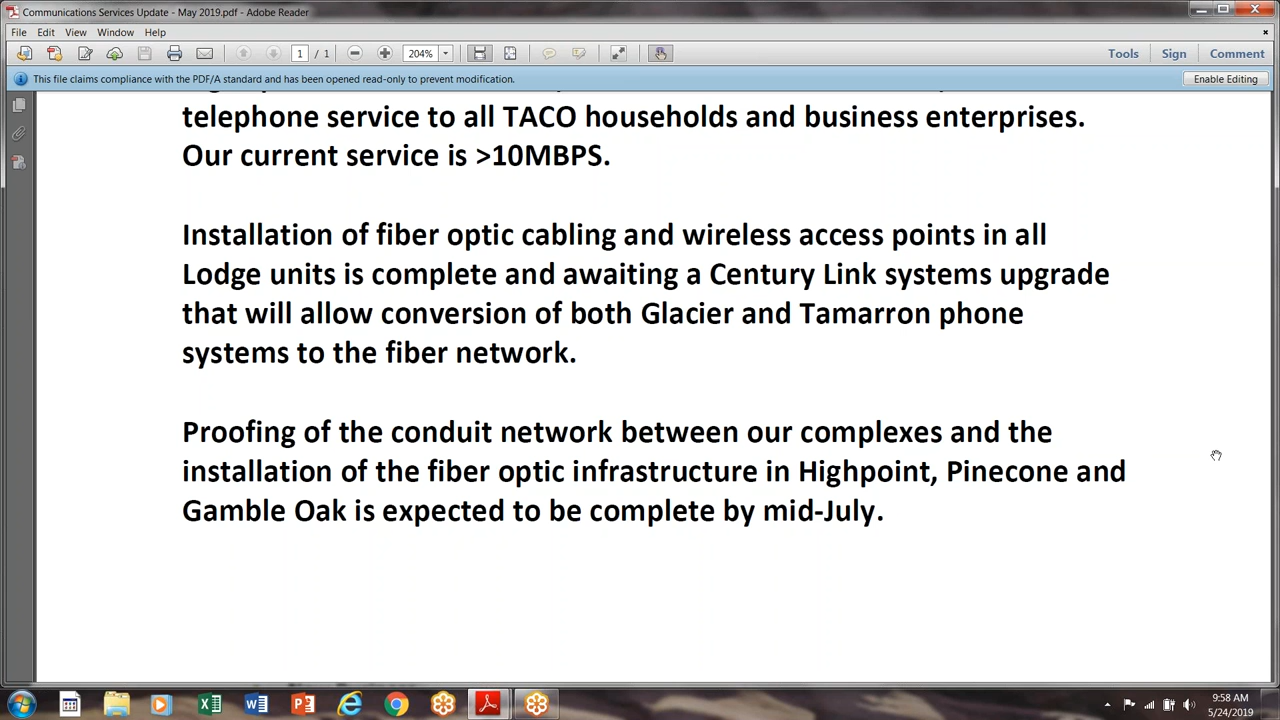 Communications Services Update - May 2019.pdf - Adobe Reader
File Edit View Window Help
1 / 1 204% Tools Sign Comment
This file claims compliance with the PDF/A standard and has been opened read-only to prevent modification. Enable Editing
telephone service to all TACO households and business enterprises.
Our current service is >10MBPS.
Installation of fiber optic cabling and wireless access points in all
Lodge units is complete and awaiting a Century Link systems upgrade
that will allow conversion of both Glacier and Tamarron phone
systems to the fiber network.
Proofing of the conduit network between our complexes and the
installation of the fiber optic infrastructure in Highpoint, Pinecone and
Gamble Oak is expected to be complete by mid-July.
9:58 AM
5/24/2019